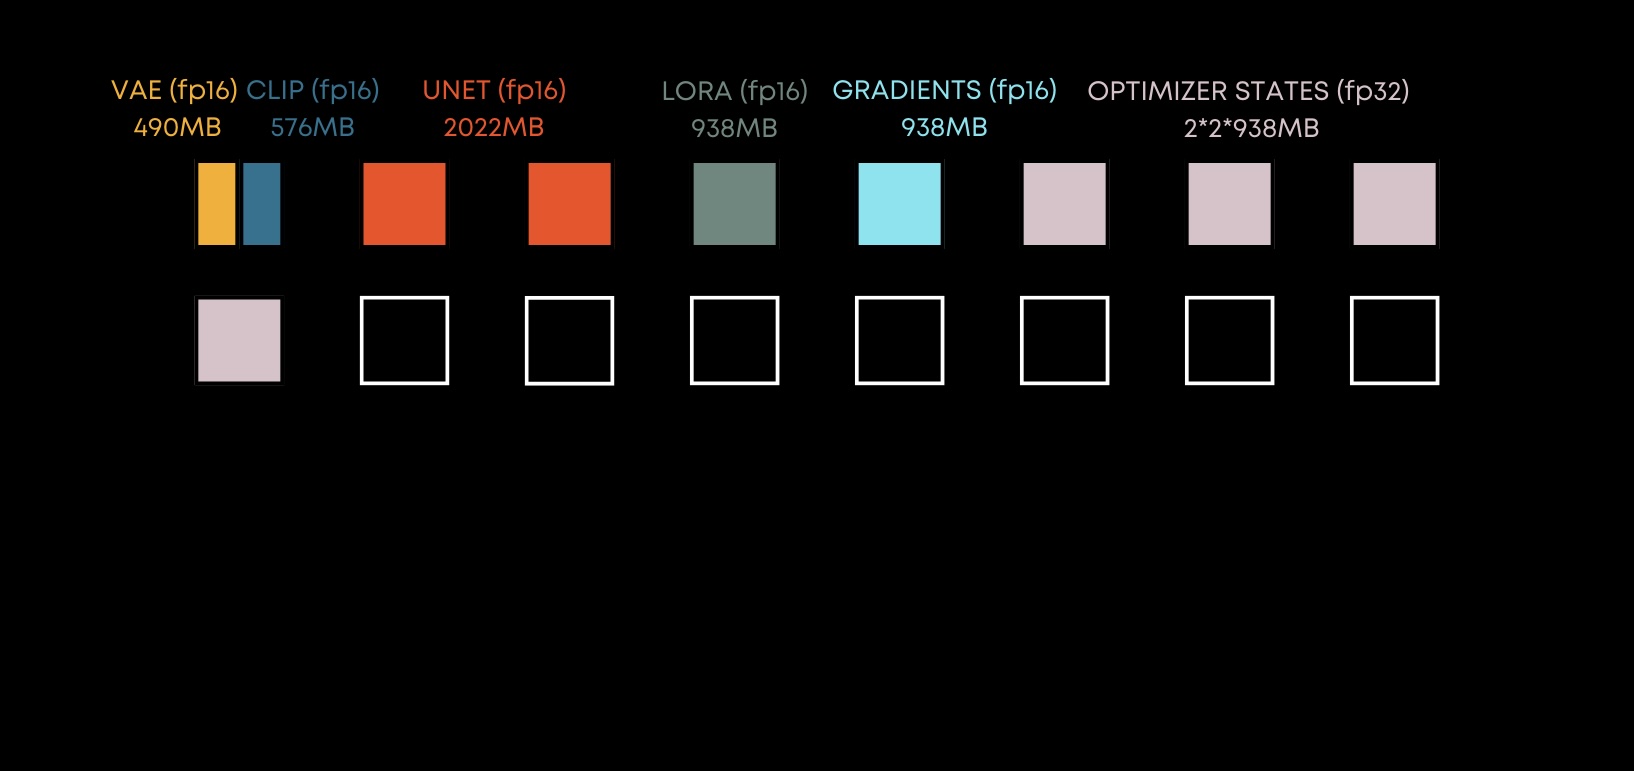 VAE (fp16) CLIP (fp16) UNET (fp16) LORA (fp16) GRADIENTS (fp16) OPTIMIZER STATES (fp32)
490MB 576MB 2022MB 938MB 938MB 2*2*938MB